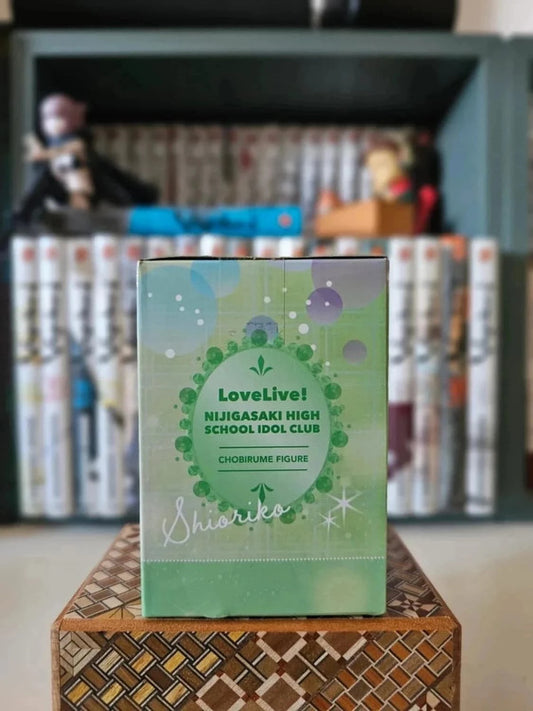 LoveLive!
NIJIGASAKI HIGH
SCHOOL IDOL CLUB
CHOBIRUME FIGURE
Shioriko